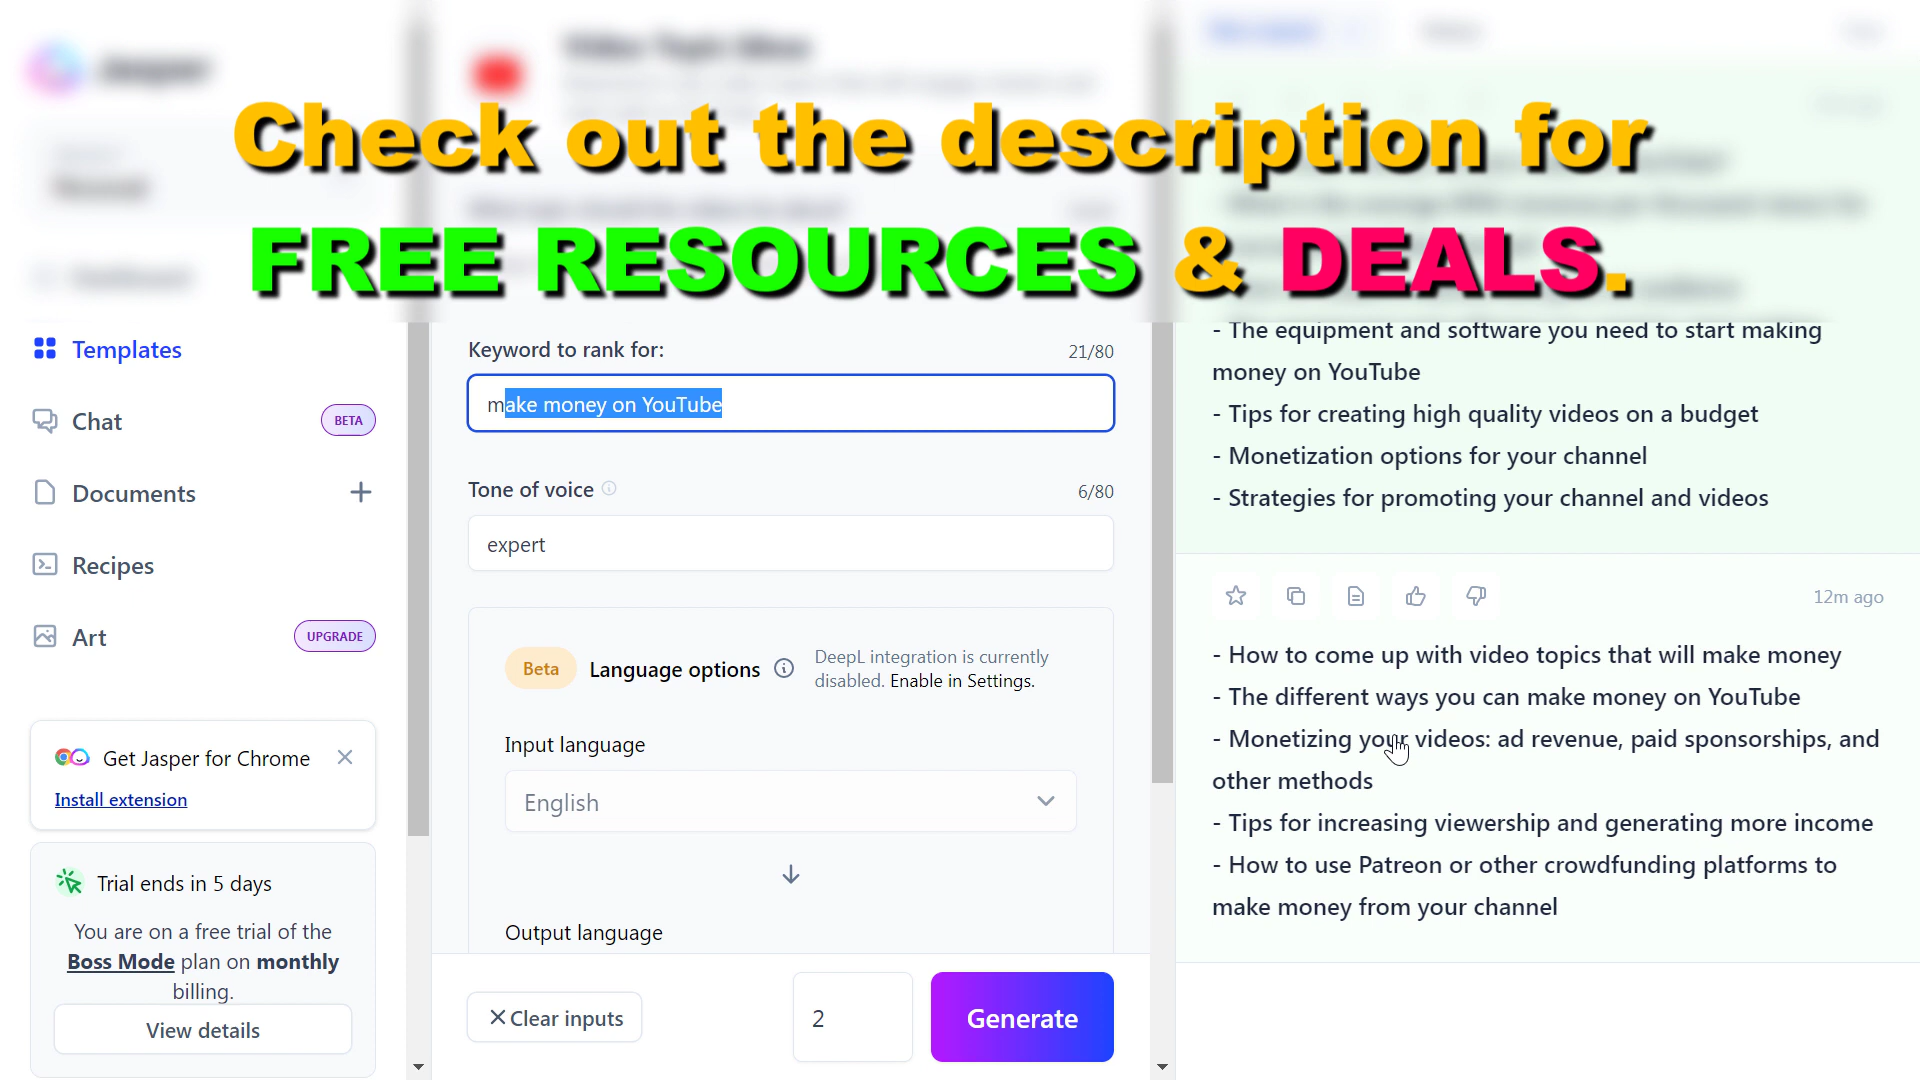 Jasper
Video Topic Ideas
Check out the description for
FREE RESOURCES & DEALS.
Personal
Dashboard
Templates
Chat
BETA
Documents
Recipes
Art
UPGRADE
Get Jasper for Chrome
Install extension
Trial ends in 5 days
You are on a free trial of the
Boss Mode plan on monthly
billing.
View details
Keyword to rank for:
21/80
make money on YouTube
Tone of voice
6/80
expert
Beta
Language options
DeepL integration is currently
disabled. Enable in Settings.
Input language
English
Output language
Clear inputs
2
Generate
- The equipment and software you need to start making
money on YouTube
- Tips for creating high quality videos on a budget
- Monetization options for your channel
- Strategies for promoting your channel and videos
12m ago
- How to come up with video topics that will make money
- The different ways you can make money on YouTube
- Monetizing your videos: ad revenue, paid sponsorships, and
other methods
- Tips for increasing viewership and generating more income
- How to use Patreon or other crowdfunding platforms to
make money from your channel